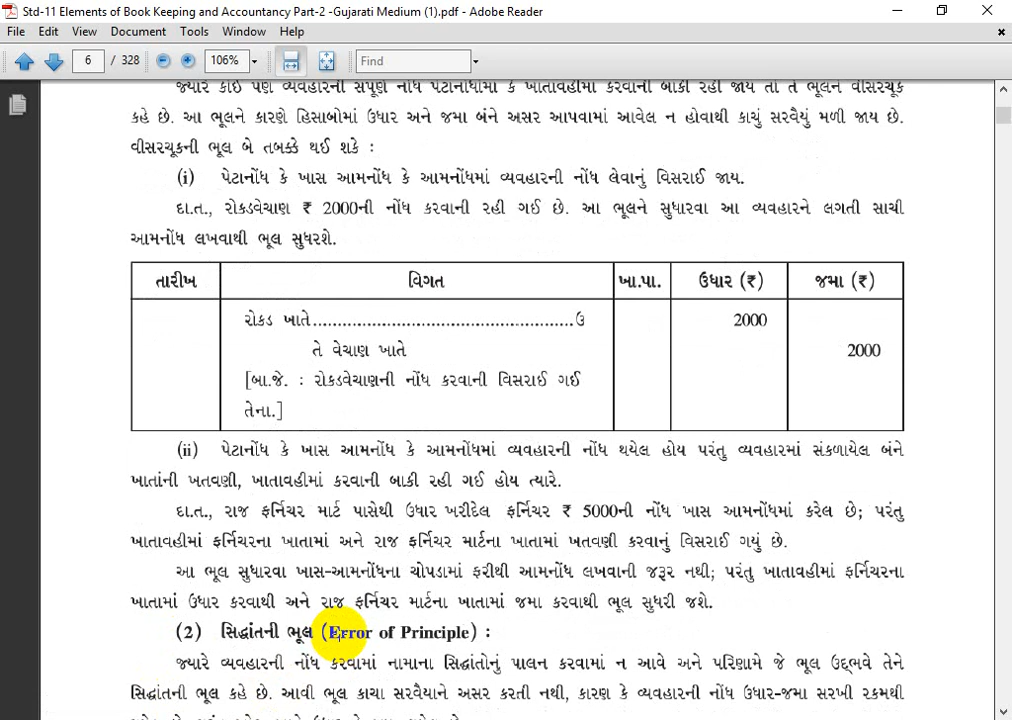 Std-11 Elements of Book Keeping and Accountancy Part-2 -Gujarati Medium (1).pdf - Adobe Reader
File Edit View Document Tools Window Help
6 / 328 106% Find
જ્યારે કોઈ પણ વ્યવહારની સંપૂર્ણ નોંધ પેટાનોંધોમાં કે ખાતાવહીમાં કરવાની બાકી રહી જાય તો તે ભૂલને વીસરચૂક
કહે છે. આ ભૂલને કારણે હિસાબોમાં ઉધાર અને જમા બંને અસર આપવામાં આવેલ ન હોવાથી કાચું સરવૈયું મળી જાય છે.
વીસરચૂકની ભૂલ બે તબક્કે થઈ શકે :
(i) પેટાનોંધ કે ખાસ આમનોંધ કે આમનોંધમાં વ્યવહારની નોંધ લેવાનું વિસરાઈ જાય.
દા.ત., રોકડવેચાણ ₹ 2000ની નોંધ કરવાની રહી ગઈ છે. આ ભૂલને સુધારવા આ વ્યવહારને લગતી સાચી
આમનોંધ લખવાથી ભૂલ સુધરશે.
તારીખ વિગત ખા.પા. ઉધાર (₹) જમા (₹)
રોકડ ખાતે......................................................ઉ 2000
તે વેચાણ ખાતે 2000
[બા.જે. : રોકડવેચાણની નોંધ કરવાની વિસરાઈ ગઈ
તેના.]
(ii) પેટાનોંધ કે ખાસ આમનોંધ કે આમનોંધમાં વ્યવહારની નોંધ થયેલ હોય પરંતુ વ્યવહારમાં સંકળાયેલ બંને
ખાતાંની ખતવણી, ખાતાવહીમાં કરવાની બાકી રહી ગઈ હોય ત્યારે.
દા.ત., રાજ ફર્નિચર માર્ટ પાસેથી ઉધાર ખરીદેલ ફર્નિચર ₹ 5000ની નોંધ ખાસ આમનોંધમાં કરેલ છે; પરંતુ
ખાતાવહીમાં ફર્નિચરના ખાતામાં અને રાજ ફર્નિચર માર્ટના ખાતામાં ખતવણી કરવાનું વિસરાઈ ગયું છે.
આ ભૂલ સુધારવા ખાસ-આમનોંધના ચોપડામાં ફરીથી આમનોંધ લખવાની જરૂર નથી; પરંતુ ખાતાવહીમાં ફર્નિચરના
ખાતામાં ઉધાર કરવાથી અને રાજ ફર્નિચર માર્ટના ખાતામાં જમા કરવાથી ભૂલ સુધરી જશે.
(2) સિદ્ધાંતની ભૂલ (Error of Principle) :
જ્યારે વ્યવહારની નોંધ કરવામાં નામાના સિદ્ધાંતોનું પાલન કરવામાં ન આવે અને પરિણામે જે ભૂલ ઉદ્ભવે તેને
સિદ્ધાંતની ભૂલ કહે છે. આવી ભૂલ કાચા સરવૈયાને અસર કરતી નથી, કારણ કે વ્યવહારની નોંધ ઉધાર-જમા સરખી રકમથી